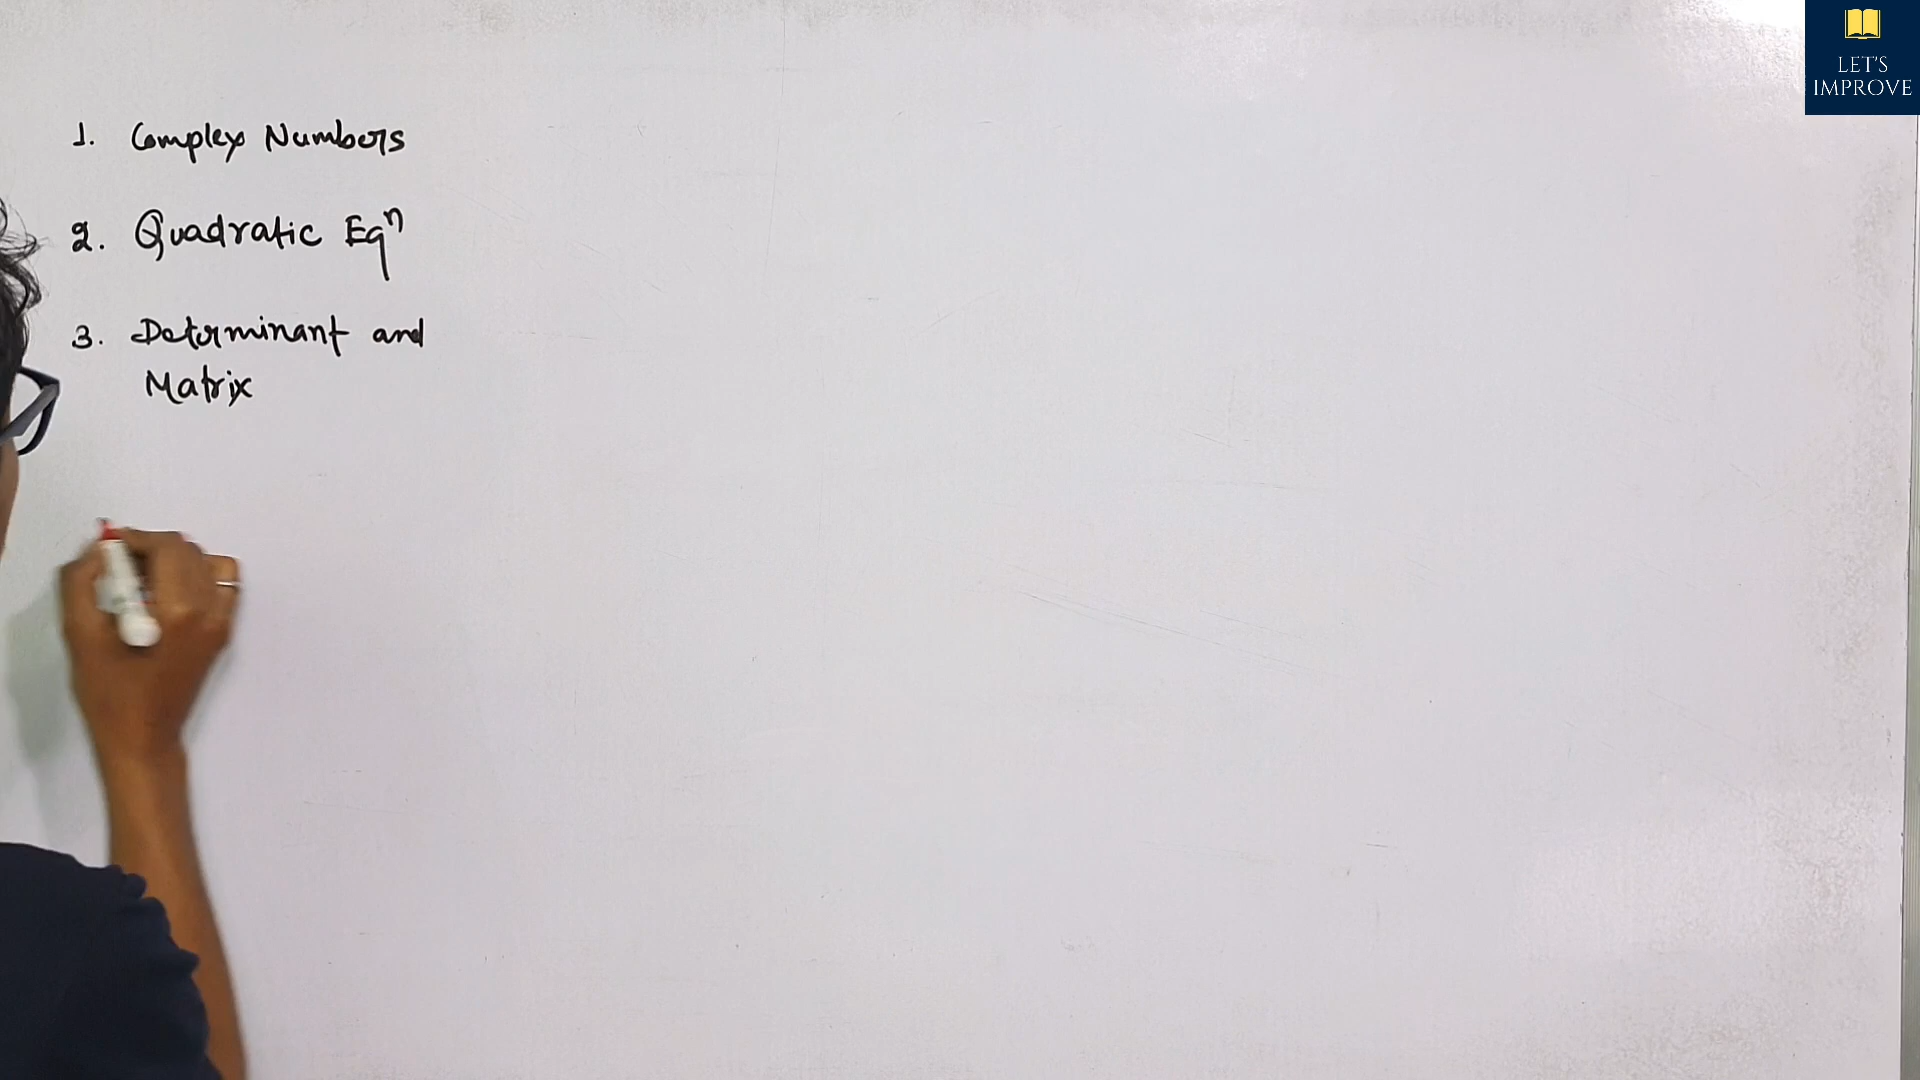 LET'S
IMPROVE
1. Complex Numbers
2. Quadratic Eqⁿ
3. Determinant and
Matrix